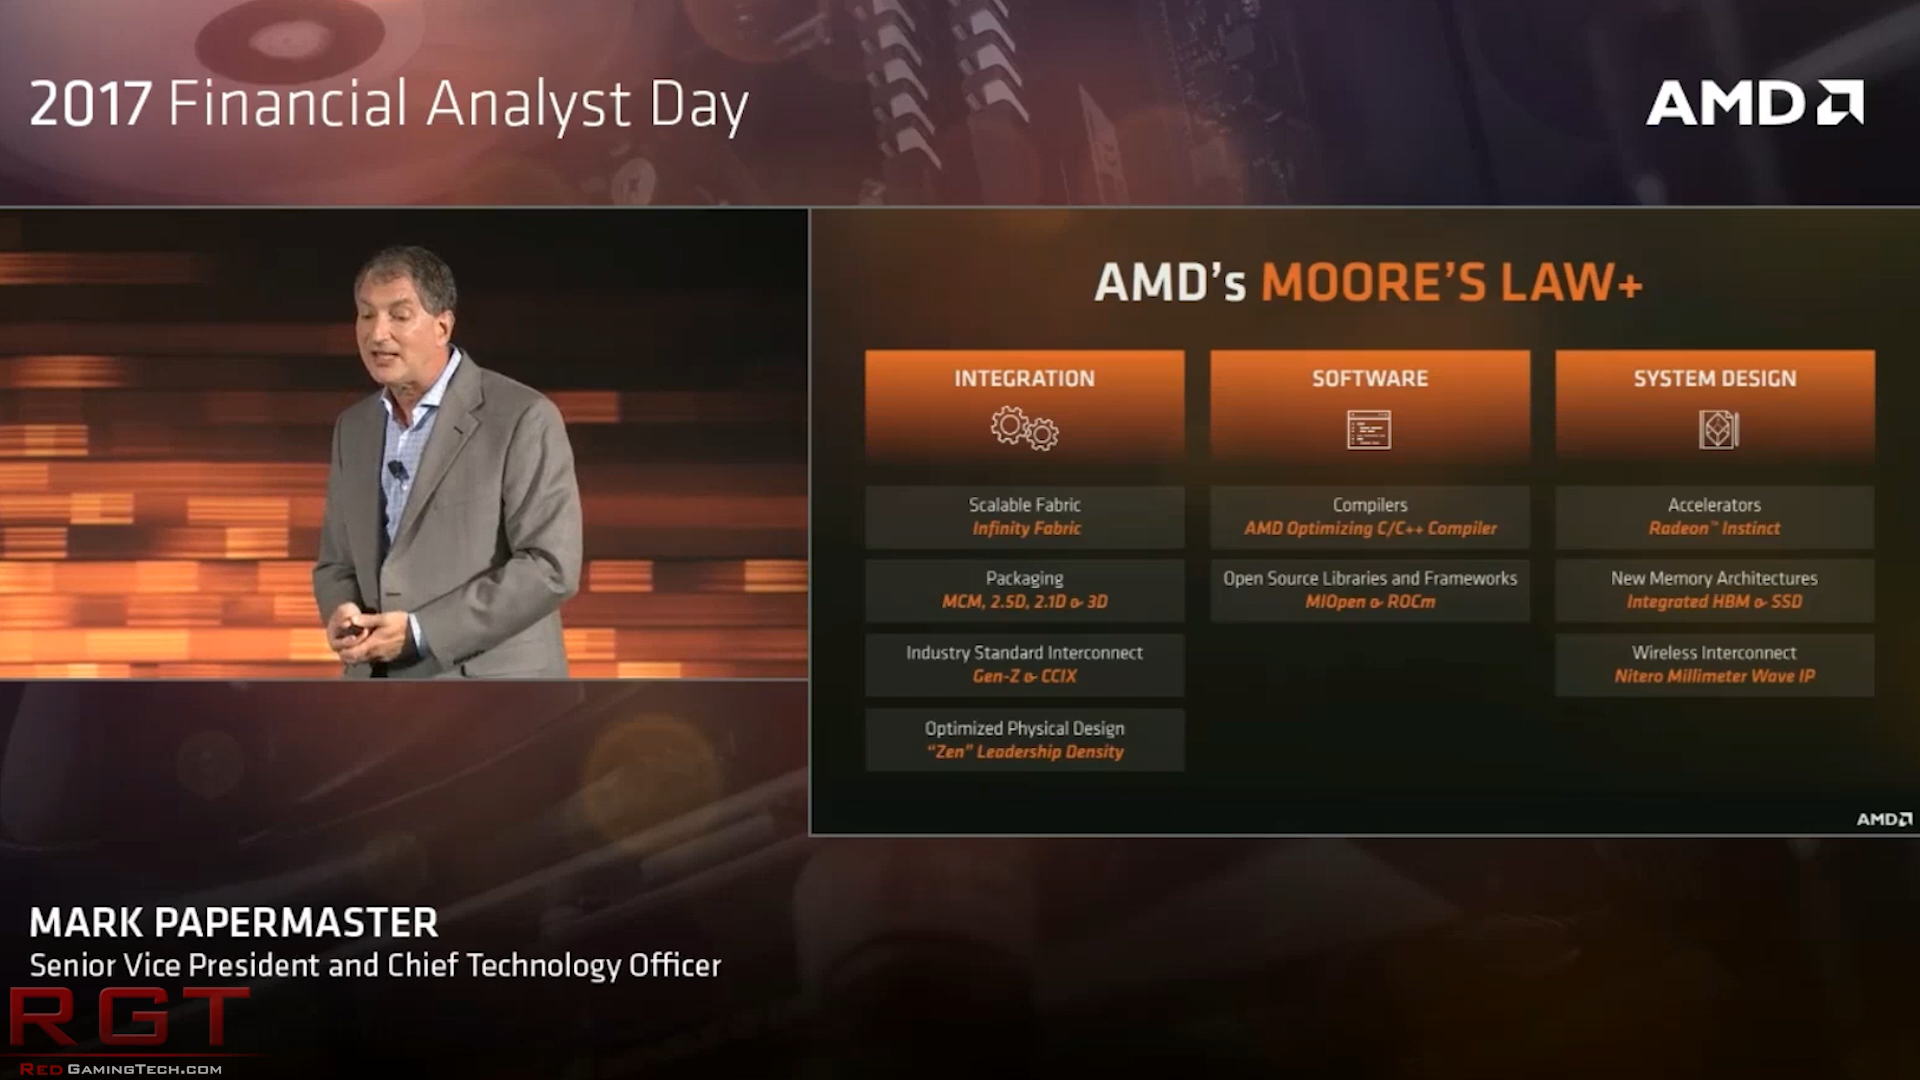 2017 Financial Analyst Day
AMD
AMD's MOORE'S LAW+
INTEGRATION
Scalable Fabric
Infinity Fabric
Packaging
MCM, 2.5D, 2.1D & 3D
Industry Standard Interconnect
Gen-Z & CCIX
Optimized Physical Design
“Zen” Leadership Density
SOFTWARE
Compilers
AMD Optimizing C/C++ Compiler
Open Source Libraries and Frameworks
MIOpen & ROCm
SYSTEM DESIGN
Accelerators
Radeon™ Instinct
New Memory Architectures
Integrated HBM & SSD
Wireless Interconnect
Nitero Millimeter Wave IP
AMD
MARK PAPERMASTER
Senior Vice President and Chief Technology Officer
RGT
REDGAMINGTECH.COM